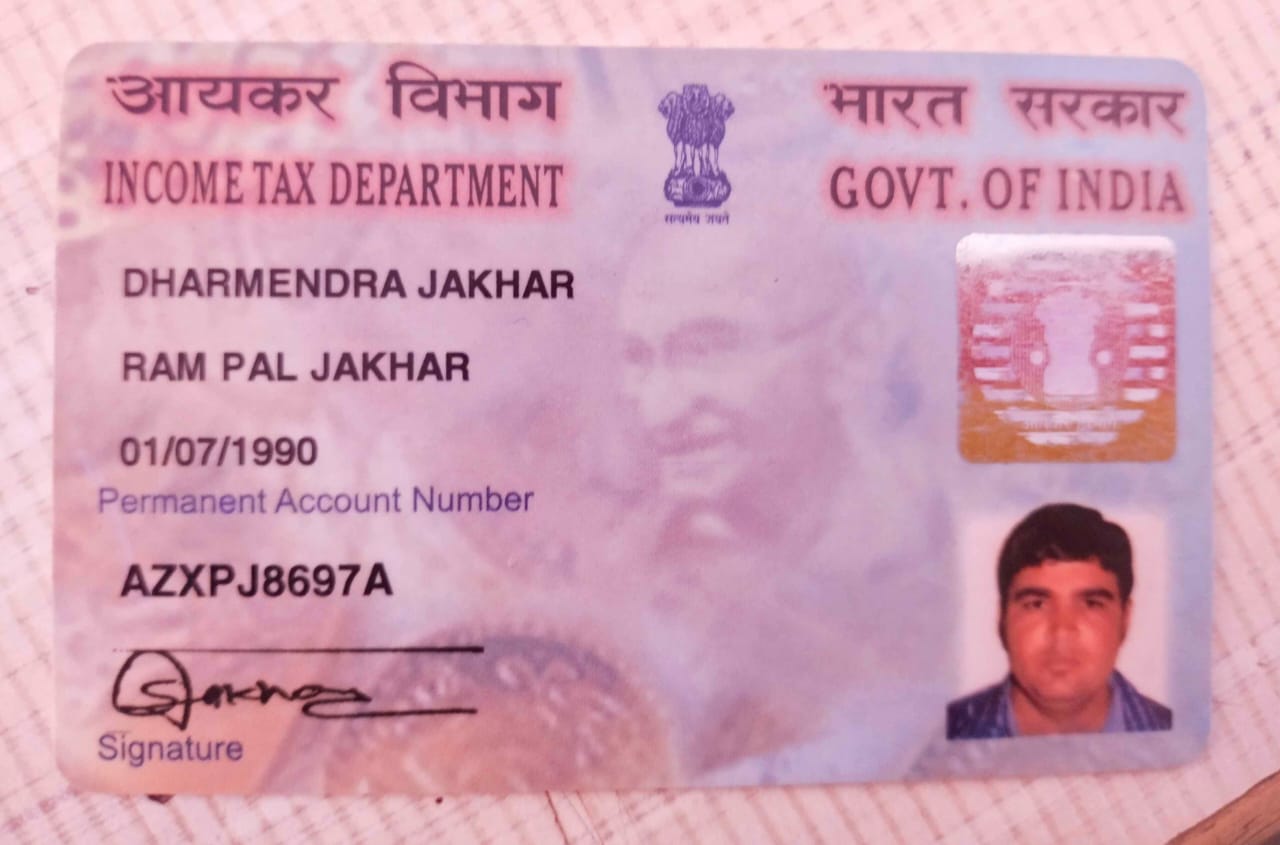 आयकर विभाग
INCOME TAX DEPARTMENT
सत्यमेव जयते
भारत सरकार
GOVT. OF INDIA
DHARMENDRA JAKHAR
RAM PAL JAKHAR
01/07/1990
Permanent Account Number
AZXPJ8697A
Signature